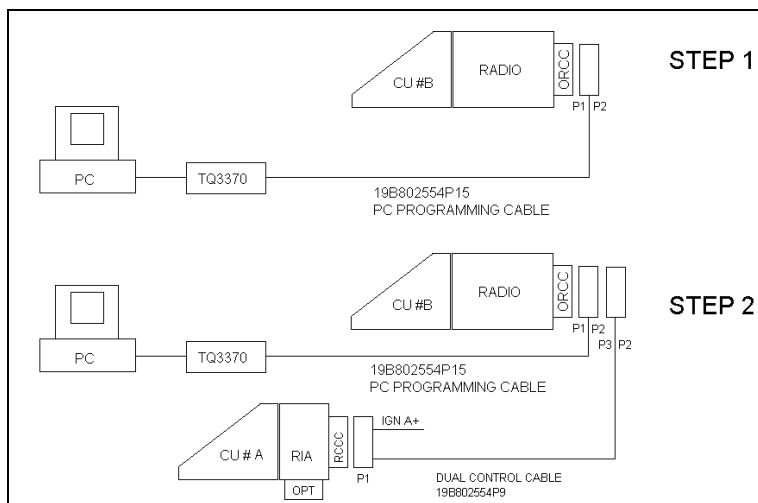 STEP 1
CU #B
RADIO
ORCC
P1 P2
PC
TQ3370
19B802554P15
PC PROGRAMMING CABLE
STEP 2
CU #B
RADIO
ORCC
P1 P2
P3 P2
PC
TQ3370
19B802554P15
PC PROGRAMMING CABLE
CU # A
RIA
RCCC
IGN A+
P1
OPT
DUAL CONTROL CABLE
19B802554P9